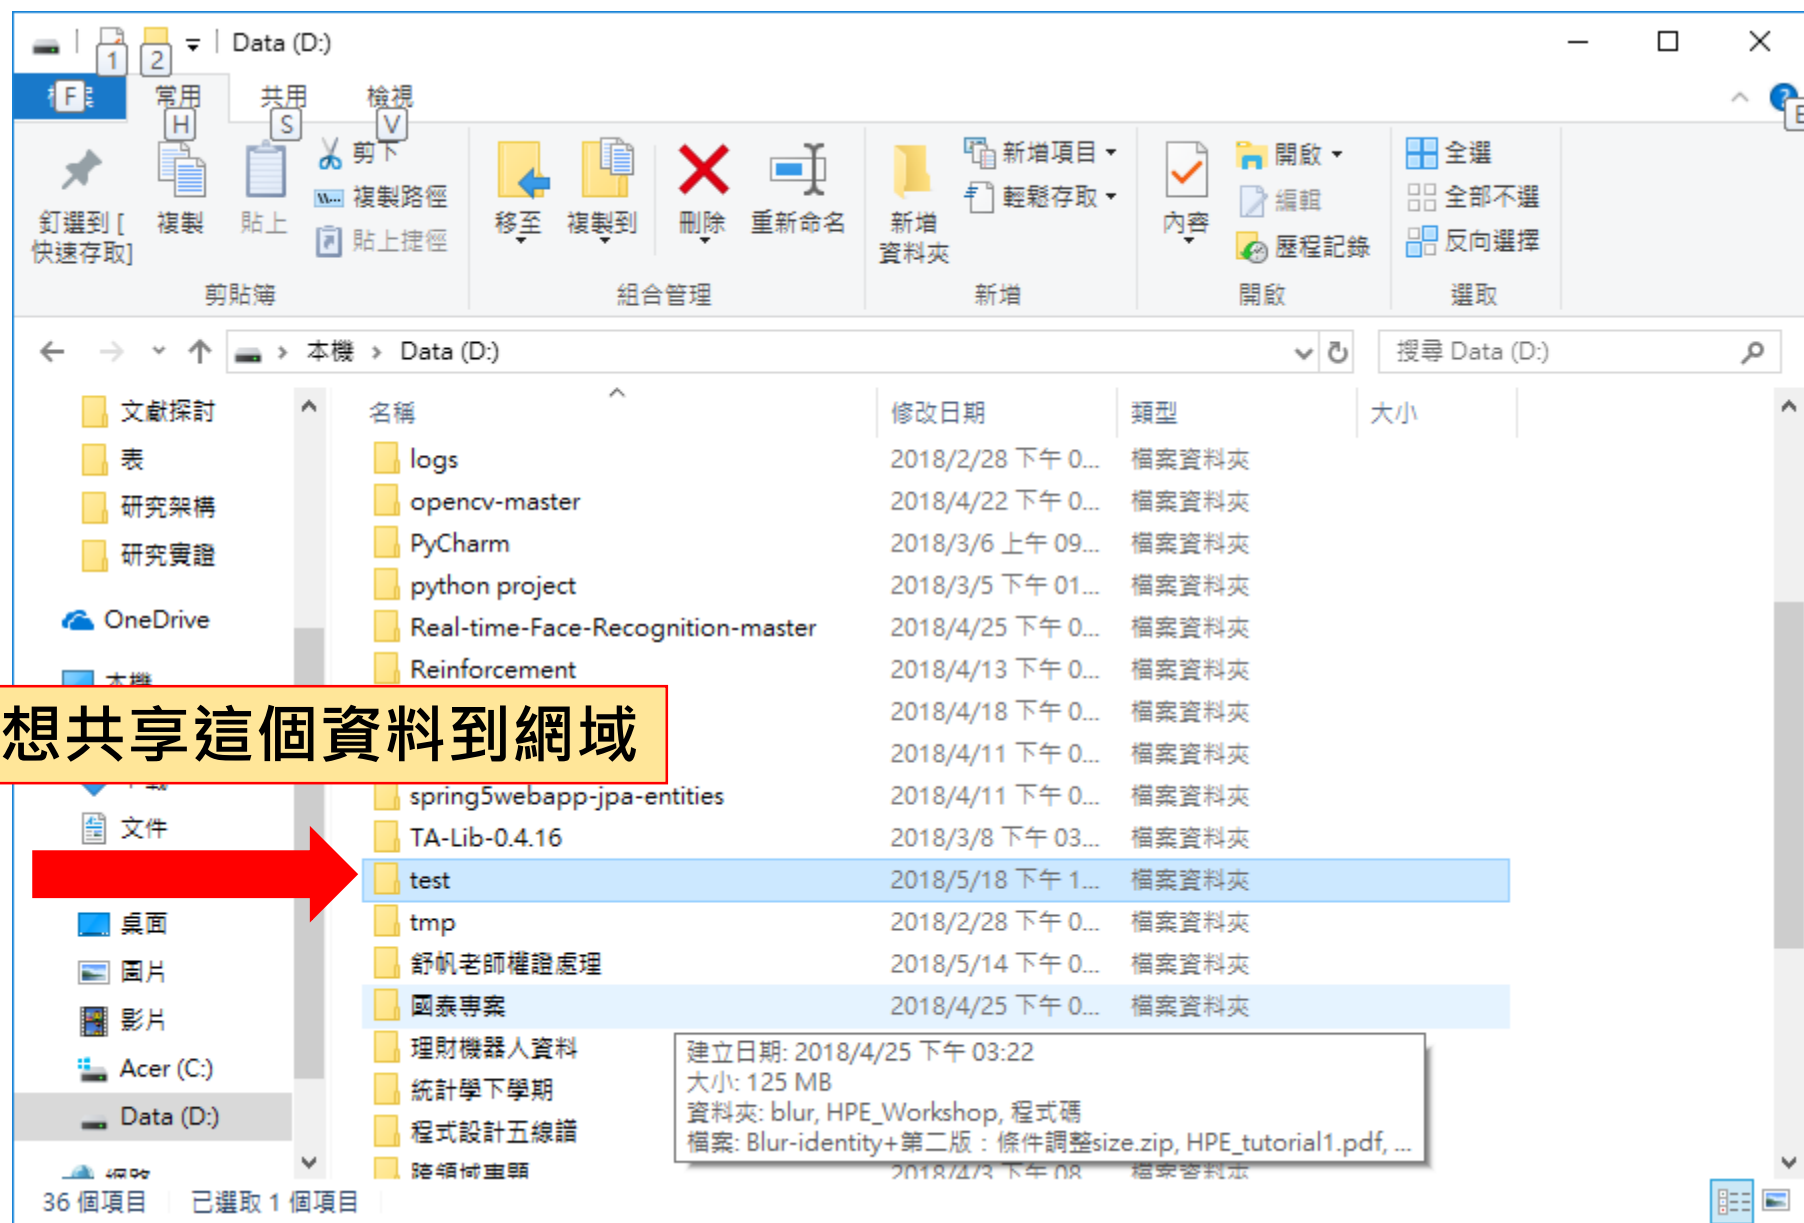 Data (D:)
1
2
F
常用
共用
檢視
H
S
V
E
釘選到 [
快速存取]
複製
貼上
剪下
複製路徑
貼上捷徑
移至
複製到
刪除
重新命名
新增
資料夾
新增項目
輕鬆存取
內容
開啟
編輯
歷程記錄
全選
全部不選
反向選擇
剪貼簿
組合管理
新增
開啟
選取
本機 > Data (D:)
搜尋 Data (D:)
文獻探討
表
研究架構
研究實證
OneDrive
本機
想共享這個資料到網域
文件
桌面
圖片
影片
Acer (C:)
Data (D:)
網路
名稱 修改日期 類型 大小
logs 2018/2/28 下午 0... 檔案資料夾
opencv-master 2018/4/22 下午 0... 檔案資料夾
PyCharm 2018/3/6 上午 09... 檔案資料夾
python project 2018/3/5 下午 01... 檔案資料夾
Real-time-Face-Recognition-master 2018/4/25 下午 0... 檔案資料夾
Reinforcement 2018/4/13 下午 0... 檔案資料夾
2018/4/18 下午 0... 檔案資料夾
2018/4/11 下午 0... 檔案資料夾
spring5webapp-jpa-entities 2018/4/11 下午 0... 檔案資料夾
TA-Lib-0.4.16 2018/3/8 下午 03... 檔案資料夾
test 2018/5/18 下午 1... 檔案資料夾
tmp 2018/2/28 下午 0... 檔案資料夾
舒帆老師權證處理 2018/5/14 下午 0... 檔案資料夾
國泰專案 2018/4/25 下午 0... 檔案資料夾
理財機器人資料
統計學下學期
程式設計五線譜
跨領域專題 2018/4/3 下午 08 檔案資料夾
建立日期: 2018/4/25 下午 03:22
大小: 125 MB
資料夾: blur, HPE_Workshop, 程式碼
檔案: Blur-identity+第二版：條件調整size.zip, HPE_tutorial1.pdf, ...
36 個項目 已選取 1 個項目